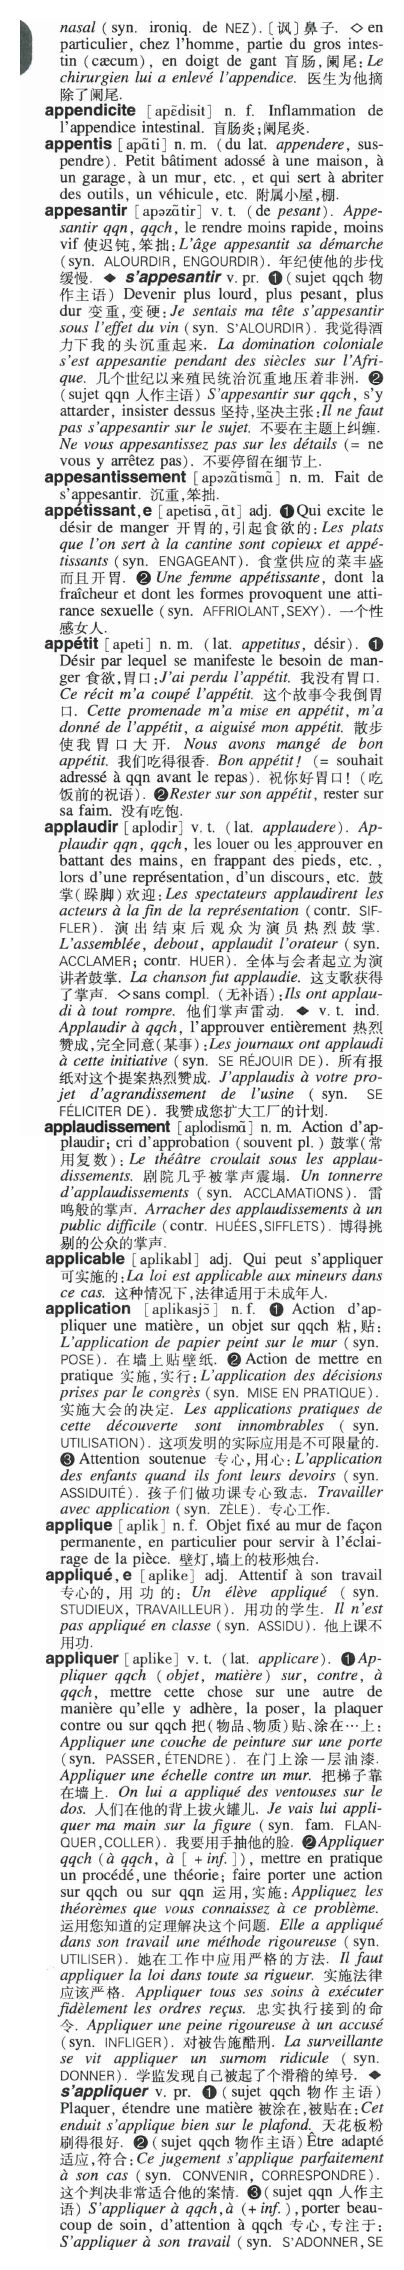 nasal (syn. ironiq. de NEZ). [讽] 鼻子. ◇ en
particulier, chez l'homme, partie du gros intes-
tin (cæcum), en doigt de gant 盲肠, 阑尾: Le
chirurgien lui a enlevé l'appendice. 医生为他摘
除了阑尾.
appendicite [apɛ̃disit] n. f. Inflammation de
l'appendice intestinal. 盲肠炎; 阑尾炎.
appentis [apɑ̃ti] n. m. (du lat. appendere, sus-
pendre). Petit bâtiment adossé à une maison, à
un garage, à un mur, etc., et qui sert à abriter
des outils, un véhicule, etc. 附属小屋, 棚.
appesantir [apəzɑ̃tir] v. t. (de pesant). Appe-
santir qqn, qqch, le rendre moins rapide, moins
vif 使迟钝, 笨拙: L'âge appesantit sa démarche
(syn. ALOURDIR, ENGOURDIR). 年纪使他的步伐
缓慢. ◆ s'appesantir v. pr. ❶ (sujet qqch 物
作主语) Devenir plus lourd, plus pesant, plus
dur 变重, 变硬: Je sentais ma tête s'appesantir
sous l'effet du vin (syn. S'ALOURDIR). 我觉得酒
力下我的头沉重起来. La domination coloniale
s'est appesantie pendant des siècles sur l'Afri-
que. 几个世纪以来殖民统治沉重地压着非洲. ❷
(sujet qqn 人作主语) S'appesantir sur qqch, s'y
attarder, insister dessus 坚持, 坚决主张: Il ne faut
pas s'appesantir sur le sujet. 不要在主题上纠缠.
Ne vous appesantissez pas sur les détails (= ne
vous y arrêtez pas). 不要停留在细节上.
appesantissement [apəzɑ̃tismɑ̃] n. m. Fait de
s'appesantir. 沉重, 笨拙.
appétissant, e [apetisɑ̃, ɑ̃t] adj. ❶ Qui excite le
désir de manger 开胃的, 引起食欲的: Les plats
que l'on sert à la cantine sont copieux et appé-
tissants (syn. ENGAGEANT). 食堂供应的菜丰盛
而且开胃. ❷ Une femme appétissante, dont la
fraîcheur et dont les formes provoquent une atti-
rance sexuelle (syn. AFFRIOLANT, SEXY). 一个性
感女人.
appétit [apeti] n. m. (lat. appetitus, désir). ❶
Désir par lequel se manifeste le besoin de man-
ger 食欲, 胃口: J'ai perdu l'appétit. 我没有胃口.
Ce récit m'a coupé l'appétit. 这个故事令我倒胃
口. Cette promenade m'a mise en appétit, m'a
donné de l'appétit, a aiguisé mon appétit. 散步
使我胃口大开. Nous avons mangé de bon
appétit. 我们吃得很香. Bon appétit! (= souhait
adressé à qqn avant le repas). 祝你好胃口! (吃
饭前的祝语). ❷ Rester sur son appétit, rester sur
sa faim. 没有吃饱.
applaudir [aplodir] v. t. (lat. applaudere). Ap-
plaudir qqn, qqch, les louer ou les approuver en
battant des mains, en frappant des pieds, etc.,
lors d'une représentation, d'un discours, etc. 鼓
掌(跺脚)欢迎: Les spectateurs applaudirent les
acteurs à la fin de la représentation (contr. SIF-
FLER). 演出结束后观众为演员热烈鼓掌.
L'assemblée, debout, applaudit l'orateur (syn.
ACCLAMER; contr. HUER). 全体与会者起立为演
讲者鼓掌. La chanson fut applaudie. 这支歌获得
了掌声. ◇ sans compl. (无补语): Ils ont applau-
di à tout rompre. 他们掌声雷动. ◆ v. t. ind.
Applaudir à qqch, l'approuver entièrement 热烈
赞成, 完全同意(某事): Les journaux ont applaudi
à cette initiative (syn. SE RÉJOUIR DE). 所有报
纸对这个提案热烈赞成. J'applaudis à votre pro-
jet d'agrandissement de l'usine (syn. SE
FÉLICITER DE). 我赞成您扩大工厂的计划.
applaudissement [aplodismɑ̃] n. m. Action d'ap-
plaudir; cri d'approbation (souvent pl.) 鼓掌(常
用复数): Le théâtre croulait sous les applau-
dissements. 剧院几乎被掌声震塌. Un tonnerre
d'applaudissements (syn. ACCLAMATIONS). 雷
鸣般的掌声. Arracher des applaudissements à un
public difficile (contr. HUÉES, SIFFLETS). 博得挑
剔的公众的掌声.
applicable [aplikabl] adj. Qui peut s'appliquer
可实施的: La loi est applicable aux mineurs dans
ce cas. 这种情况下, 法律适用于未成年人.
application [aplikasjɔ̃] n. f. ❶ Action d'ap-
pliquer une matière, un objet sur qqch 粘, 贴:
L'application de papier peint sur le mur (syn.
POSE). 在墙上贴壁纸. ❷ Action de mettre en
pratique 实施, 实行: L'application des décisions
prises par le congrès (syn. MISE EN PRATIQUE).
实施大会的决定. Les applications pratiques de
cette découverte sont innombrables (syn.
UTILISATION). 这项发明的实际应用是不可限量的.
❸ Attention soutenue 专心, 用心: L'application
des enfants quand ils font leurs devoirs (syn.
ASSIDUITÉ). 孩子们做功课专心致志. Travailler
avec application (syn. ZÈLE). 专心工作.
applique [aplik] n. f. Objet fixé au mur de façon
permanente, en particulier pour servir à l'éclai-
rage de la pièce. 壁灯, 墙上的枝形烛台.
appliqué, e [aplike] adj. Attentif à son travail
专心的, 用功的: Un élève appliqué (syn.
STUDIEUX, TRAVAILLEUR). 用功的学生. Il n'est
pas appliqué en classe (syn. ASSIDU). 他上课不
用功.
appliquer [aplike] v. t. (lat. applicare). ❶ Ap-
pliquer qqch (objet, matière) sur, contre, à
qqch, mettre cette chose sur une autre de
manière qu'elle y adhère, la poser, la plaquer
contre ou sur qqch 把(物品、物质)贴、涂在…上:
Appliquer une couche de peinture sur une porte
(syn. PASSER, ÉTENDRE). 在门上涂一层油漆.
Appliquer une échelle contre un mur. 把梯子靠
在墙上. On lui a appliqué des ventouses sur le
dos. 人们在他的背上拔火罐儿. Je vais lui appli-
quer ma main sur la figure (syn. fam. FLAN-
QUER, COLLER). 我要用手抽他的脸. ❷ Appliquer
qqch (à qqch, à [ + inf. ]), mettre en pratique
un procédé, une théorie; faire porter une action
sur qqch ou sur qqn 运用, 实施: Appliquez les
théorèmes que vous connaissez à ce problème.
运用您知道的定理解决这个问题. Elle a appliqué
dans son travail une méthode rigoureuse (syn.
UTILISER). 她在工作中应用严格的方法. Il faut
appliquer la loi dans toute sa rigueur. 实施法律
应该严格. Appliquer tous ses soins à exécuter
fidèlement les ordres reçus. 忠实执行接到的命
令. Appliquer une peine rigoureuse à un accusé
(syn. INFLIGER). 对被告施酷刑. La surveillante
se vit appliquer un surnom ridicule (syn.
DONNER). 学监发现自己被起了个滑稽的绰号. ◆
s'appliquer v. pr. ❶ (sujet qqch 物作主语)
Plaquer, étendre une matière 被涂在, 被贴在: Cet
enduit s'applique bien sur le plafond. 天花板粉
刷得很好. ❷ (sujet qqch 物作主语) Être adapté
适应, 符合: Ce jugement s'applique parfaitement
à son cas (syn. CONVENIR, CORRESPONDRE).
这个判决非常适合他的案情. ❸ (sujet qqn 人作主
语) S'appliquer à qqch, à (+ inf.), porter beau-
coup de soin, d'attention à qqch 专心, 专注于:
S'appliquer à son travail (syn. S'ADONNER, SE